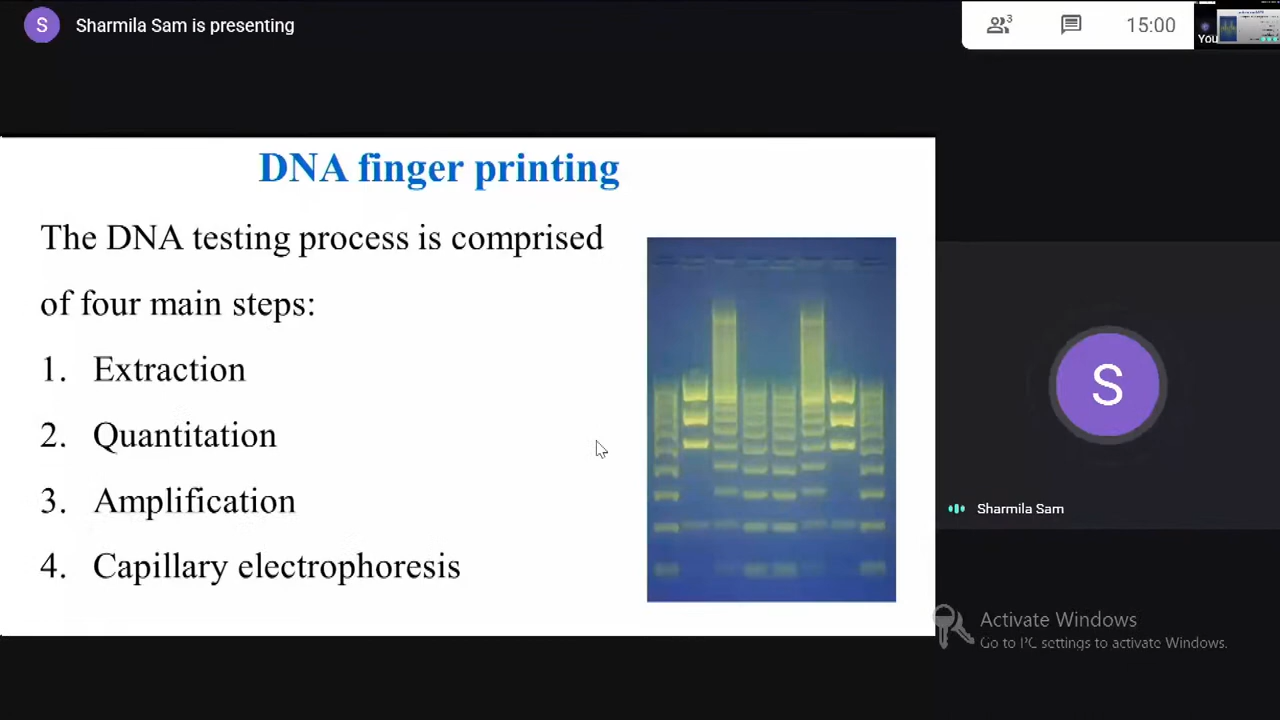 S
Sharmila Sam is presenting
3
15:00
You
DNA finger printing
The DNA testing process is comprised
of four main steps:
1. Extraction
2. Quantitation
3. Amplification
4. Capillary electrophoresis
S
Sharmila Sam
Activate Windows
Go to PC settings to activate Windows.